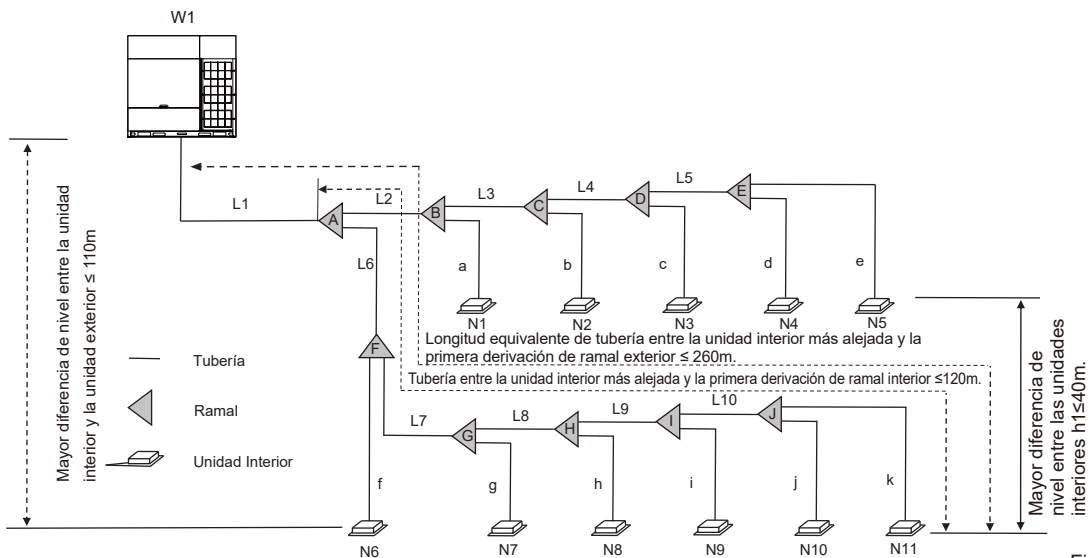 W1
Mayor diferencia de nivel entre la unidad
interior y la unidad exterior ≤ 110m
L1
L2
L3
L4
L5
A
B
C
D
E
L6
a
b
c
d
e
N1
N2
N3
N4
N5
F
Longitud equivalente de tubería entre la unidad interior más alejada y la
primera derivación de ramal exterior ≤ 260m.
Tubería entre la unidad interior más alejada y la primera derivación de ramal interior ≤120m.
Tubería
Ramal
Unidad Interior
L7
L8
L9
L10
G
H
I
J
f
g
h
i
j
k
N6
N7
N8
N9
N10
N11
Mayor diferencia de
nivel entre las unidades
interiores h1≤40m.